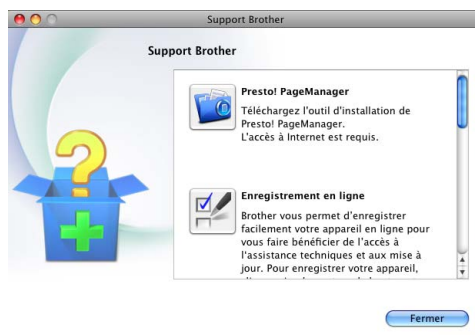 Support Brother
Support Brother
Presto! PageManager
Téléchargez l'outil d'installation de
Presto! PageManager.
L'accès à Internet est requis.
Enregistrement en ligne
Brother vous permet d'enregistrer
facilement votre appareil en ligne pour
vous faire bénéficier de l'accès à
l'assistance techniques et aux mise à
jour. Pour enregistrer votre appareil,
Fermer